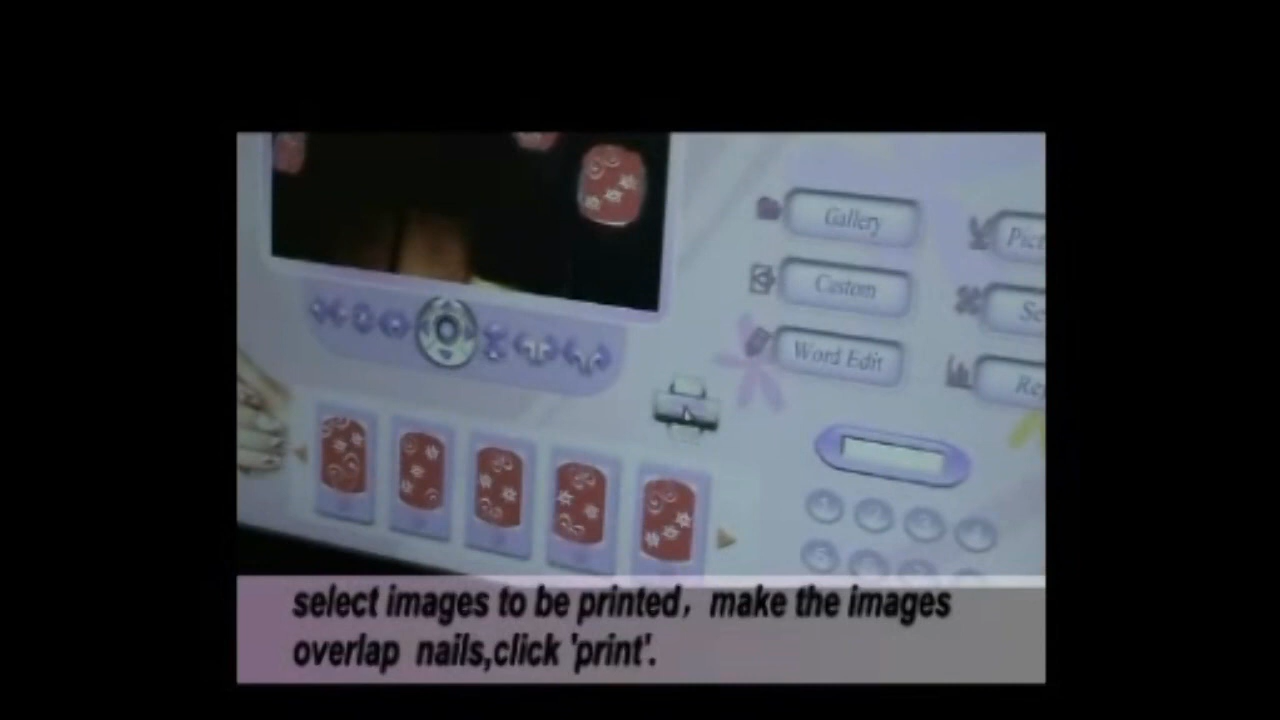 Gallery
Custom
Word Edit
select images to be printed，make the images
overlap nails,click 'print'.